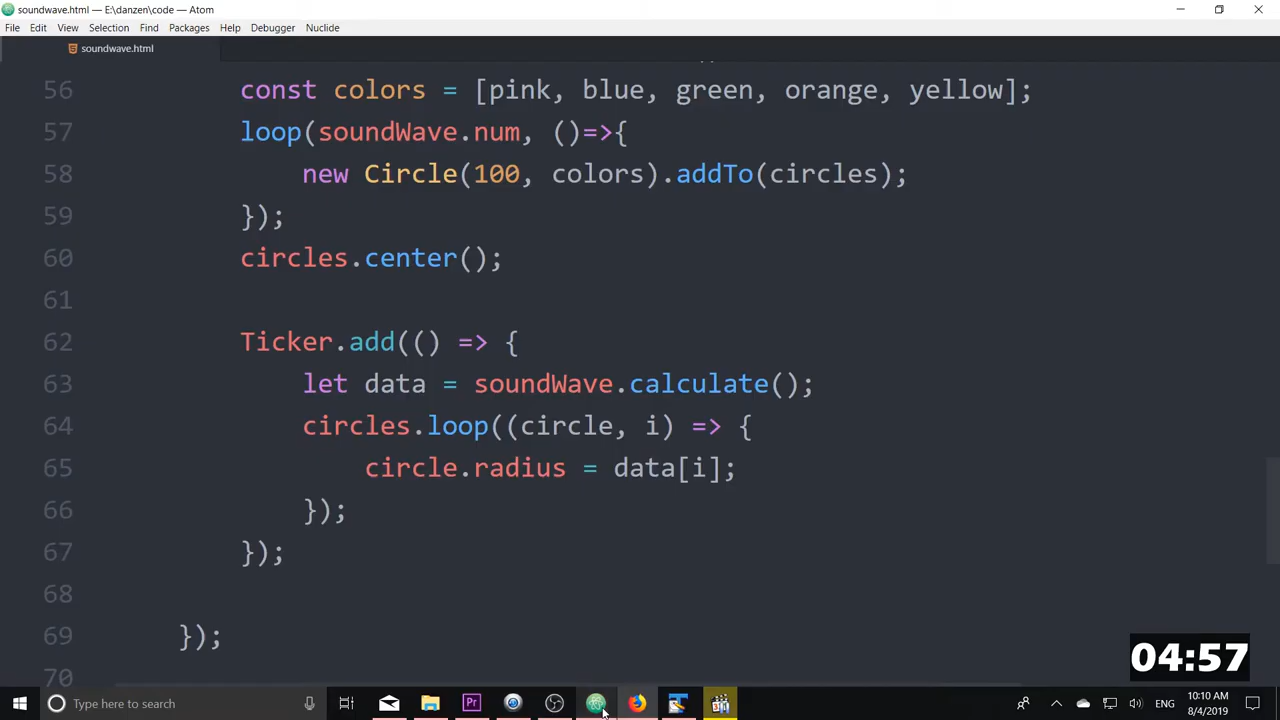 soundwave.html — E:\danzen\code — Atom
File Edit View Selection Find Packages Help Debugger Nuclide
soundwave.html
56 const colors = [pink, blue, green, orange, yellow];
57 loop(soundWave.num, ()=>{
58 new Circle(100, colors).addTo(circles);
59 });
60 circles.center();
61
62 Ticker.add(() => {
63 let data = soundWave.calculate();
64 circles.loop((circle, i) => {
65 circle.radius = data[i];
66 });
67 });
68
69 });
70
04:57
Type here to search
Pr
ENG
10:10 AM
8/4/2019